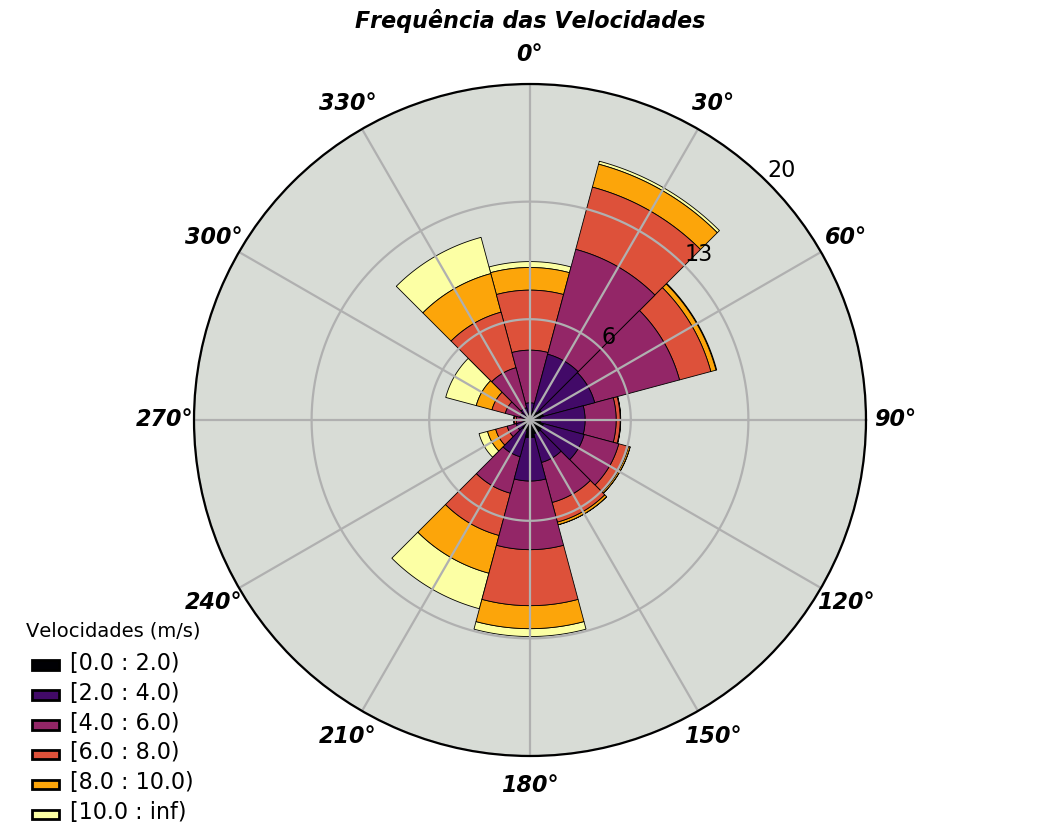 Frequência das Velocidades
0°
330°
30°
20
300°
60°
13
6
270°
90°
240°
120°
210°
150°
180°
Velocidades (m/s)
[0.0 : 2.0)
[2.0 : 4.0)
[4.0 : 6.0)
[6.0 : 8.0)
[8.0 : 10.0)
[10.0 : inf)